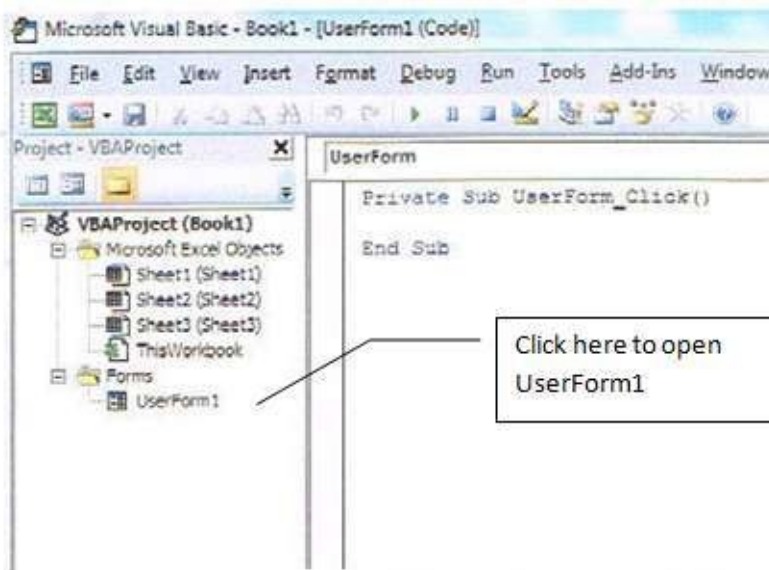 Microsoft Visual Basic - Book1 - [UserForm1 (Code)]
File Edit View Insert Format Debug Run Tools Add-Ins Window
Project - VBAProject
UserForm
Private Sub UserForm_Click()
End Sub
VBAProject (Book1)
Microsoft Excel Objects
Sheet1 (Sheet1)
Sheet2 (Sheet2)
Sheet3 (Sheet3)
ThisWorkbook
Forms
UserForm1
Click here to open
UserForm1